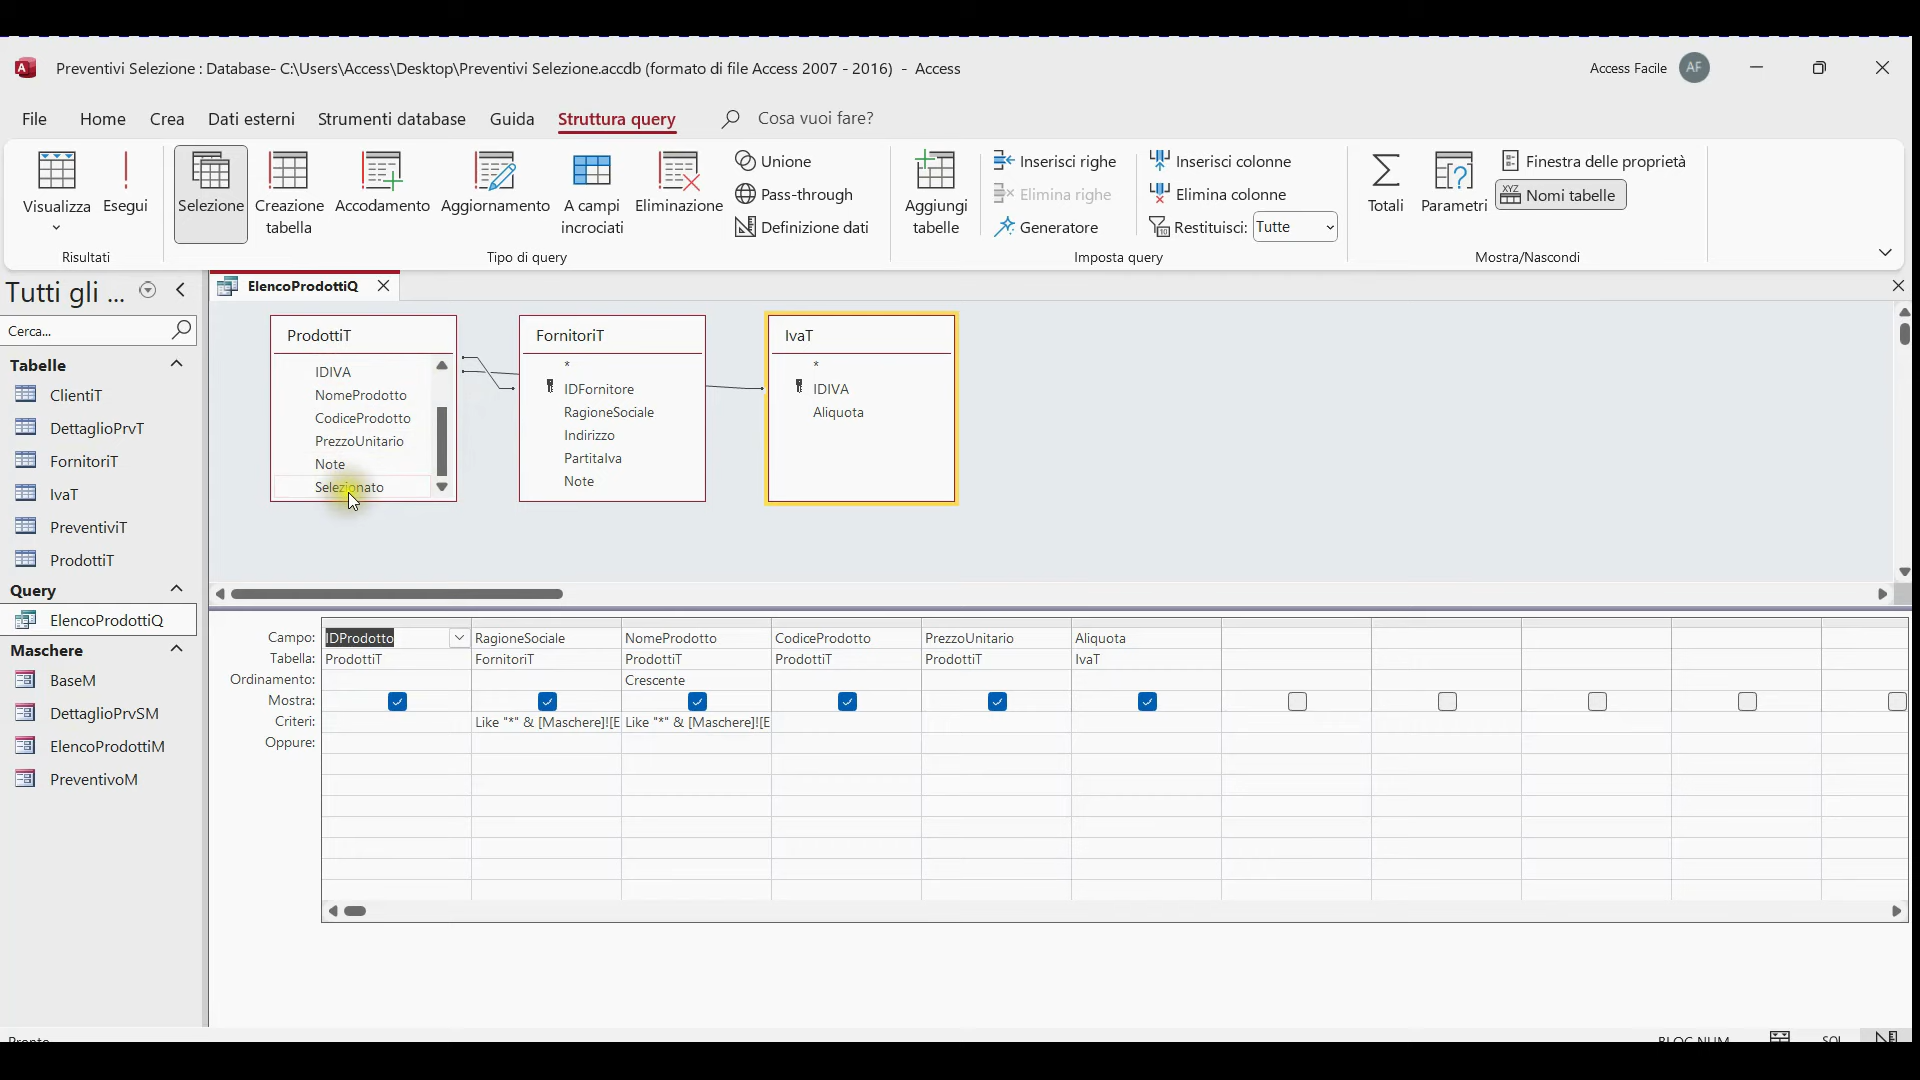 A Preventivi Selezione : Database- C:\Users\Access\Desktop\Preventivi Selezione.accdb (formato di file Access 2007 - 2016) - Access
Access Facile AF
File Home Crea Dati esterni Strumenti database Guida Struttura query Cosa vuoi fare?
Visualizza
Esegui
Risultati
Selezione
Creazione tabella
Accodamento
Aggiornamento
A campi incrociati
Eliminazione
Unione
Pass-through
Definizione dati
Tipo di query
Aggiungi tabelle
Inserisci righe
Elimina righe
Generatore
Inserisci colonne
Elimina colonne
Restituisci: Tutte
Imposta query
Totali
Parametri
Finestra delle proprietà
XYZ Nomi tabelle
Mostra/Nascondi
Tutti gli ...
Cerca...
Tabelle
ClientiT
DettaglioPrvT
FornitoriT
IvaT
PreventiviT
ProdottiT
Query
ElencoProdottiQ
Maschere
BaseM
DettaglioPrvSM
ElencoProdottiM
PreventivoM
ElencoProdottiQ
ProdottiT
IDIVA
NomeProdotto
CodiceProdotto
PrezzoUnitario
Note
Selezionato
FornitoriT
*
IDFornitore
RagioneSociale
Indirizzo
PartitaIva
Note
IvaT
*
IDIVA
Aliquota
Campo: IDProdotto RagioneSociale NomeProdotto CodiceProdotto PrezzoUnitario Aliquota
Tabella: ProdottiT FornitoriT ProdottiT ProdottiT ProdottiT IvaT
Ordinamento: Crescente
Mostra:
Criteri: Like "*" & [Maschere]![E Like "*" & [Maschere]![E
Oppure:
Pronto
BLOC NUM SQL